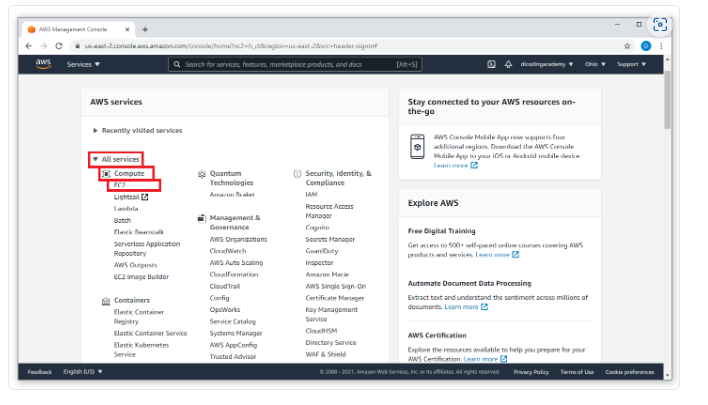 AWS Management Console
us-east-2.console.aws.amazon.com/console/home?nc2=h_ct&region=us-east-2&src=header-signin#
aws
Services
Search for services, features, marketplace products, and docs
[Alt+S]
dicodingacademy
Ohio
Support
AWS services
Recently visited services
All services
Compute
EC2
Lightsail
Lambda
Batch
Elastic Beanstalk
Serverless Application
Repository
AWS Outposts
EC2 Image Builder
Containers
Elastic Container
Registry
Elastic Container Service
Elastic Kubernetes
Service
Quantum
Technologies
Amazon Braket
Management &
Governance
AWS Organizations
CloudWatch
AWS Auto Scaling
CloudFormation
CloudTrail
Config
OpsWorks
Service Catalog
Systems Manager
AWS AppConfig
Trusted Advisor
Security, Identity, &
Compliance
IAM
Resource Access
Manager
Cognito
Secrets Manager
GuardDuty
Inspector
Amazon Macie
AWS Single Sign-On
Certificate Manager
Key Management
Service
CloudHSM
Directory Service
WAF & Shield
Stay connected to your AWS resources on-
the-go
AWS Console Mobile App now supports four
additional regions. Download the AWS Console
Mobile App to your iOS or Android mobile device.
Learn more
Explore AWS
Free Digital Training
Get access to 500+ self-paced online courses covering AWS
products and services. Learn more
Automate Document Data Processing
Extract text and understand the sentiment across millions of
documents. Learn more
AWS Certification
Explore the resources available to help you prepare for your
AWS Certification. Learn more
Feedback
English (US)
© 2008 - 2021, Amazon Web Services, Inc. or its affiliates. All rights reserved.
Privacy Policy
Terms of Use
Cookie preferences